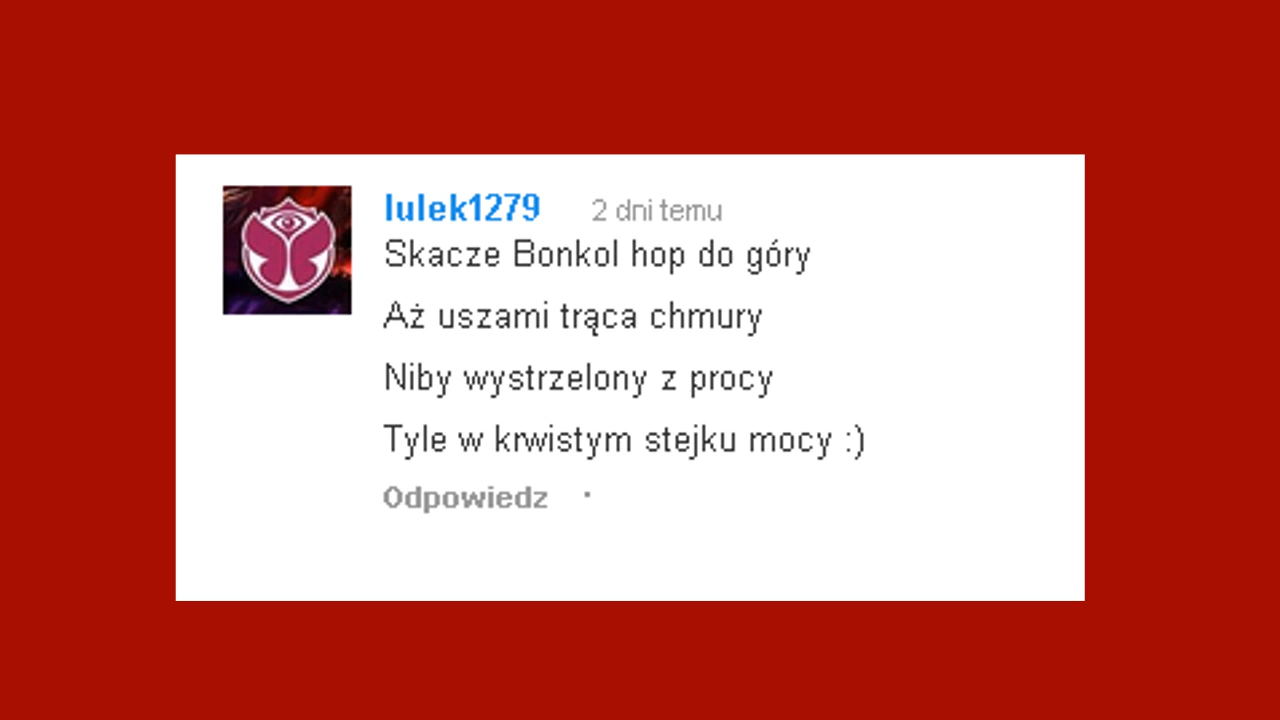 lulek1279 2 dni temu
Skacze Bonkol hop do góry
Aż uszami trąca chmury
Niby wystrzelony z procy
Tyle w krwistym stejku mocy :)
Odpowiedz ·